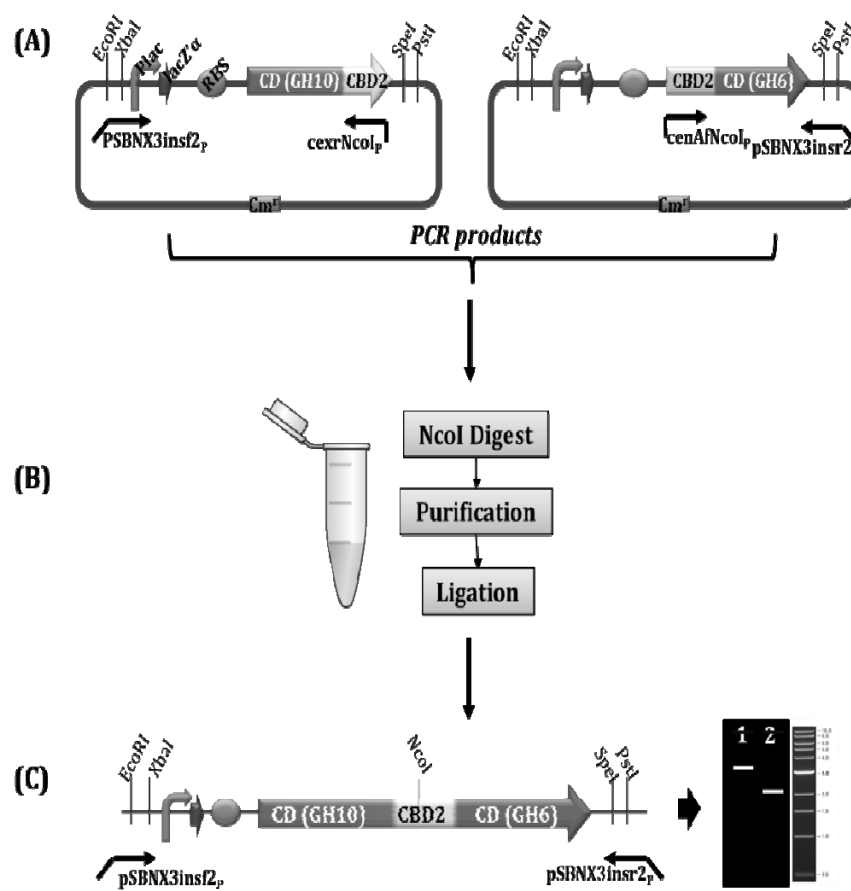 (A)
EcoRI
XbaI
Plac
lacZ'α
RBS
CD (GH10)
CBD2
SpeI
PstI
PSBNX3insf2P
cexrNcoIP
Cmr
EcoRI
XbaI
CBD2
CD (GH6)
SpeI
PstI
cenAfNcoIP
pSBNX3insr2
Cmr
PCR products
(B)
NcoI Digest
Purification
Ligation
(C)
EcoRI
XbaI
NcoI
CD (GH10)
CBD2
CD (GH6)
SpeI
PstI
pSBNX3insf2P
pSBNX3insr2P
1 2